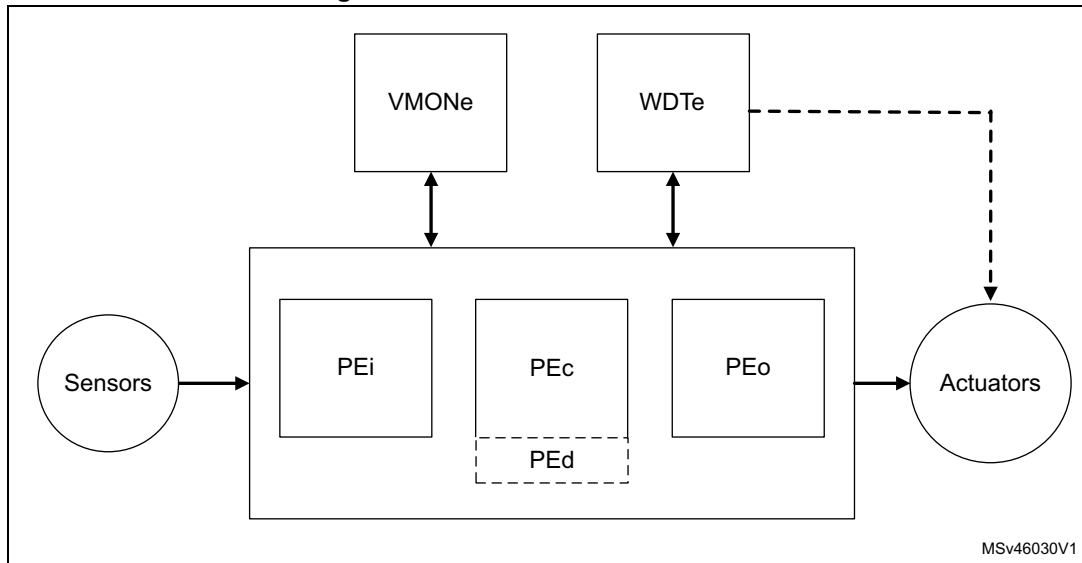 VMONe
WDTe
Sensors
PEi
PEc
PEo
Actuators
PEd
MSv46030V1